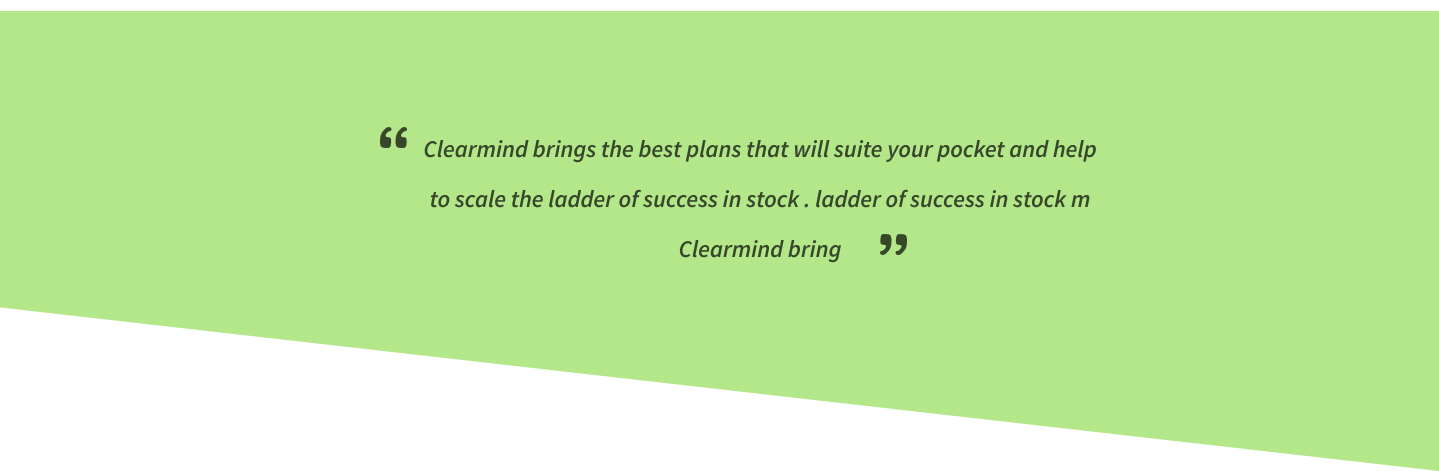 “ Clearmind brings the best plans that will suite your pocket and help
to scale the ladder of success in stock . ladder of success in stock m
Clearmind bring ”